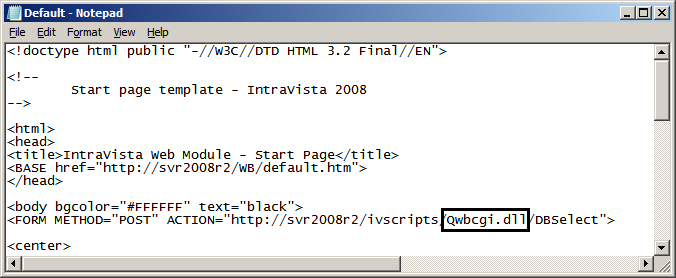 Default - Notepad
File Edit Format View Help
<!doctype html public "-//W3C//DTD HTML 3.2 Final//EN">
<!--
Start page template - IntraVista 2008
-->
<html>
<head>
<title>IntraVista Web Module - Start Page</title>
<BASE href="http://svr2008r2/WB/default.htm">
</head>
<body bgcolor="#FFFFFF" text="black">
<FORM METHOD="POST" ACTION="http://svr2008r2/ivscripts/Qwbcgi.dll/DBSelect">
<center>